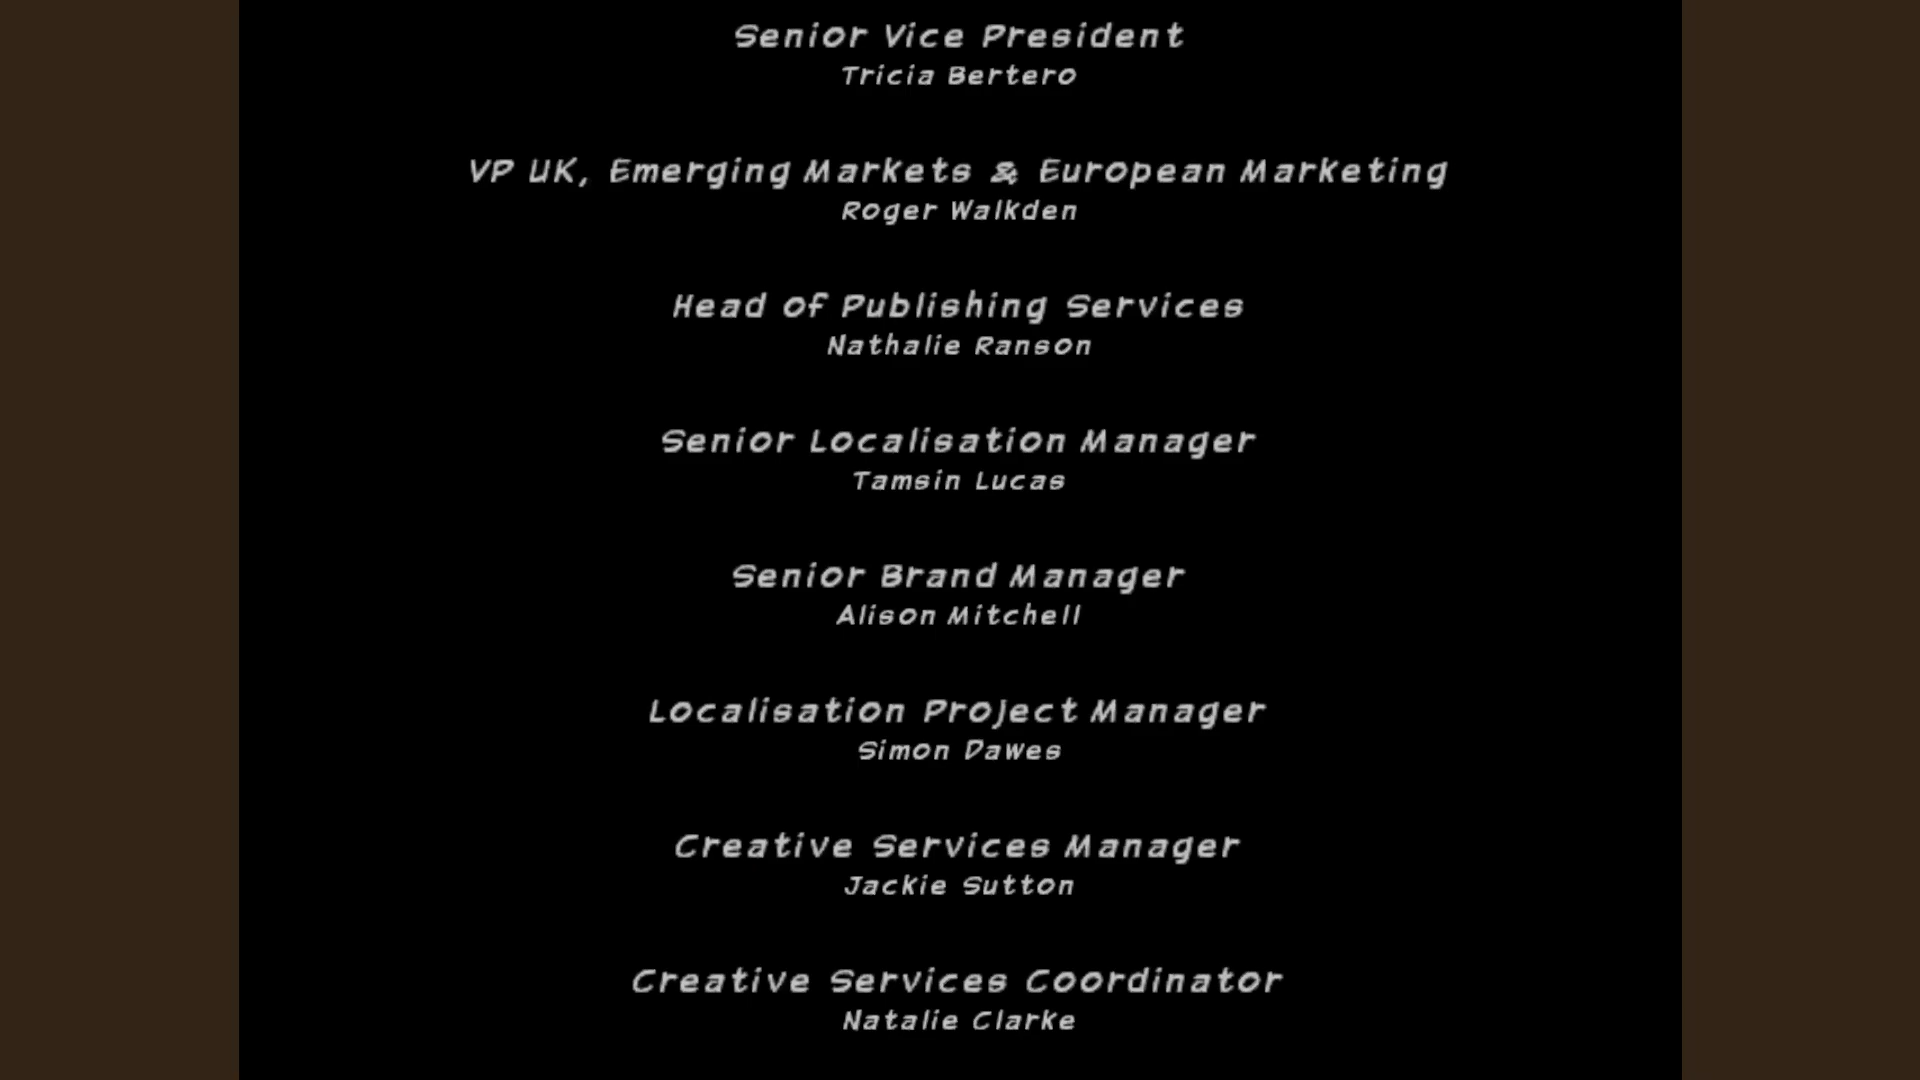 Senior Vice President
Tricia Bertero
VP UK, Emerging Markets & European Marketing
Roger Walkden
Head of Publishing Services
Nathalie Ranson
Senior Localisation Manager
Tamsin Lucas
Senior Brand Manager
Alison Mitchell
Localisation Project Manager
Simon Dawes
Creative Services Manager
Jackie Sutton
Creative Services Coordinator
Natalie Clarke